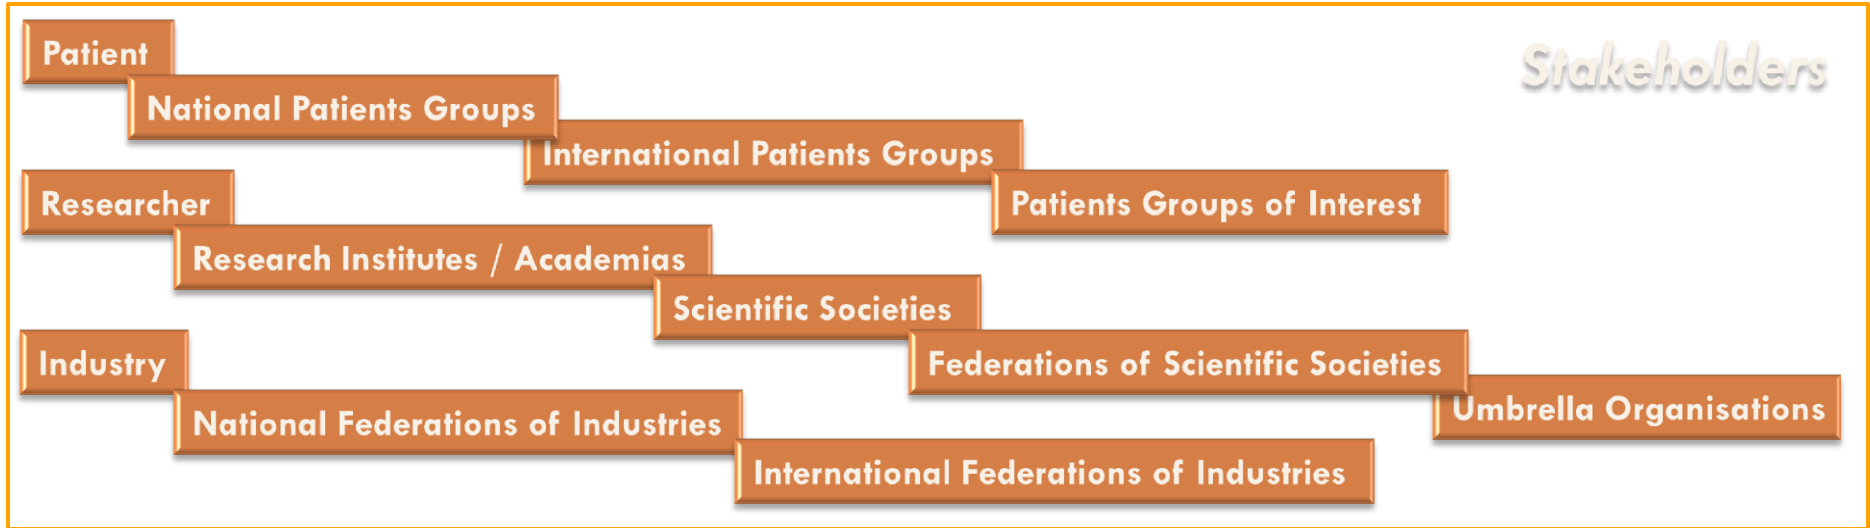 Patient
Stakeholders
National Patients Groups
International Patients Groups
Patients Groups of Interest
Researcher
Research Institutes / Academias
Scientific Societies
Federations of Scientific Societies
Umbrella Organisations
Industry
National Federations of Industries
International Federations of Industries